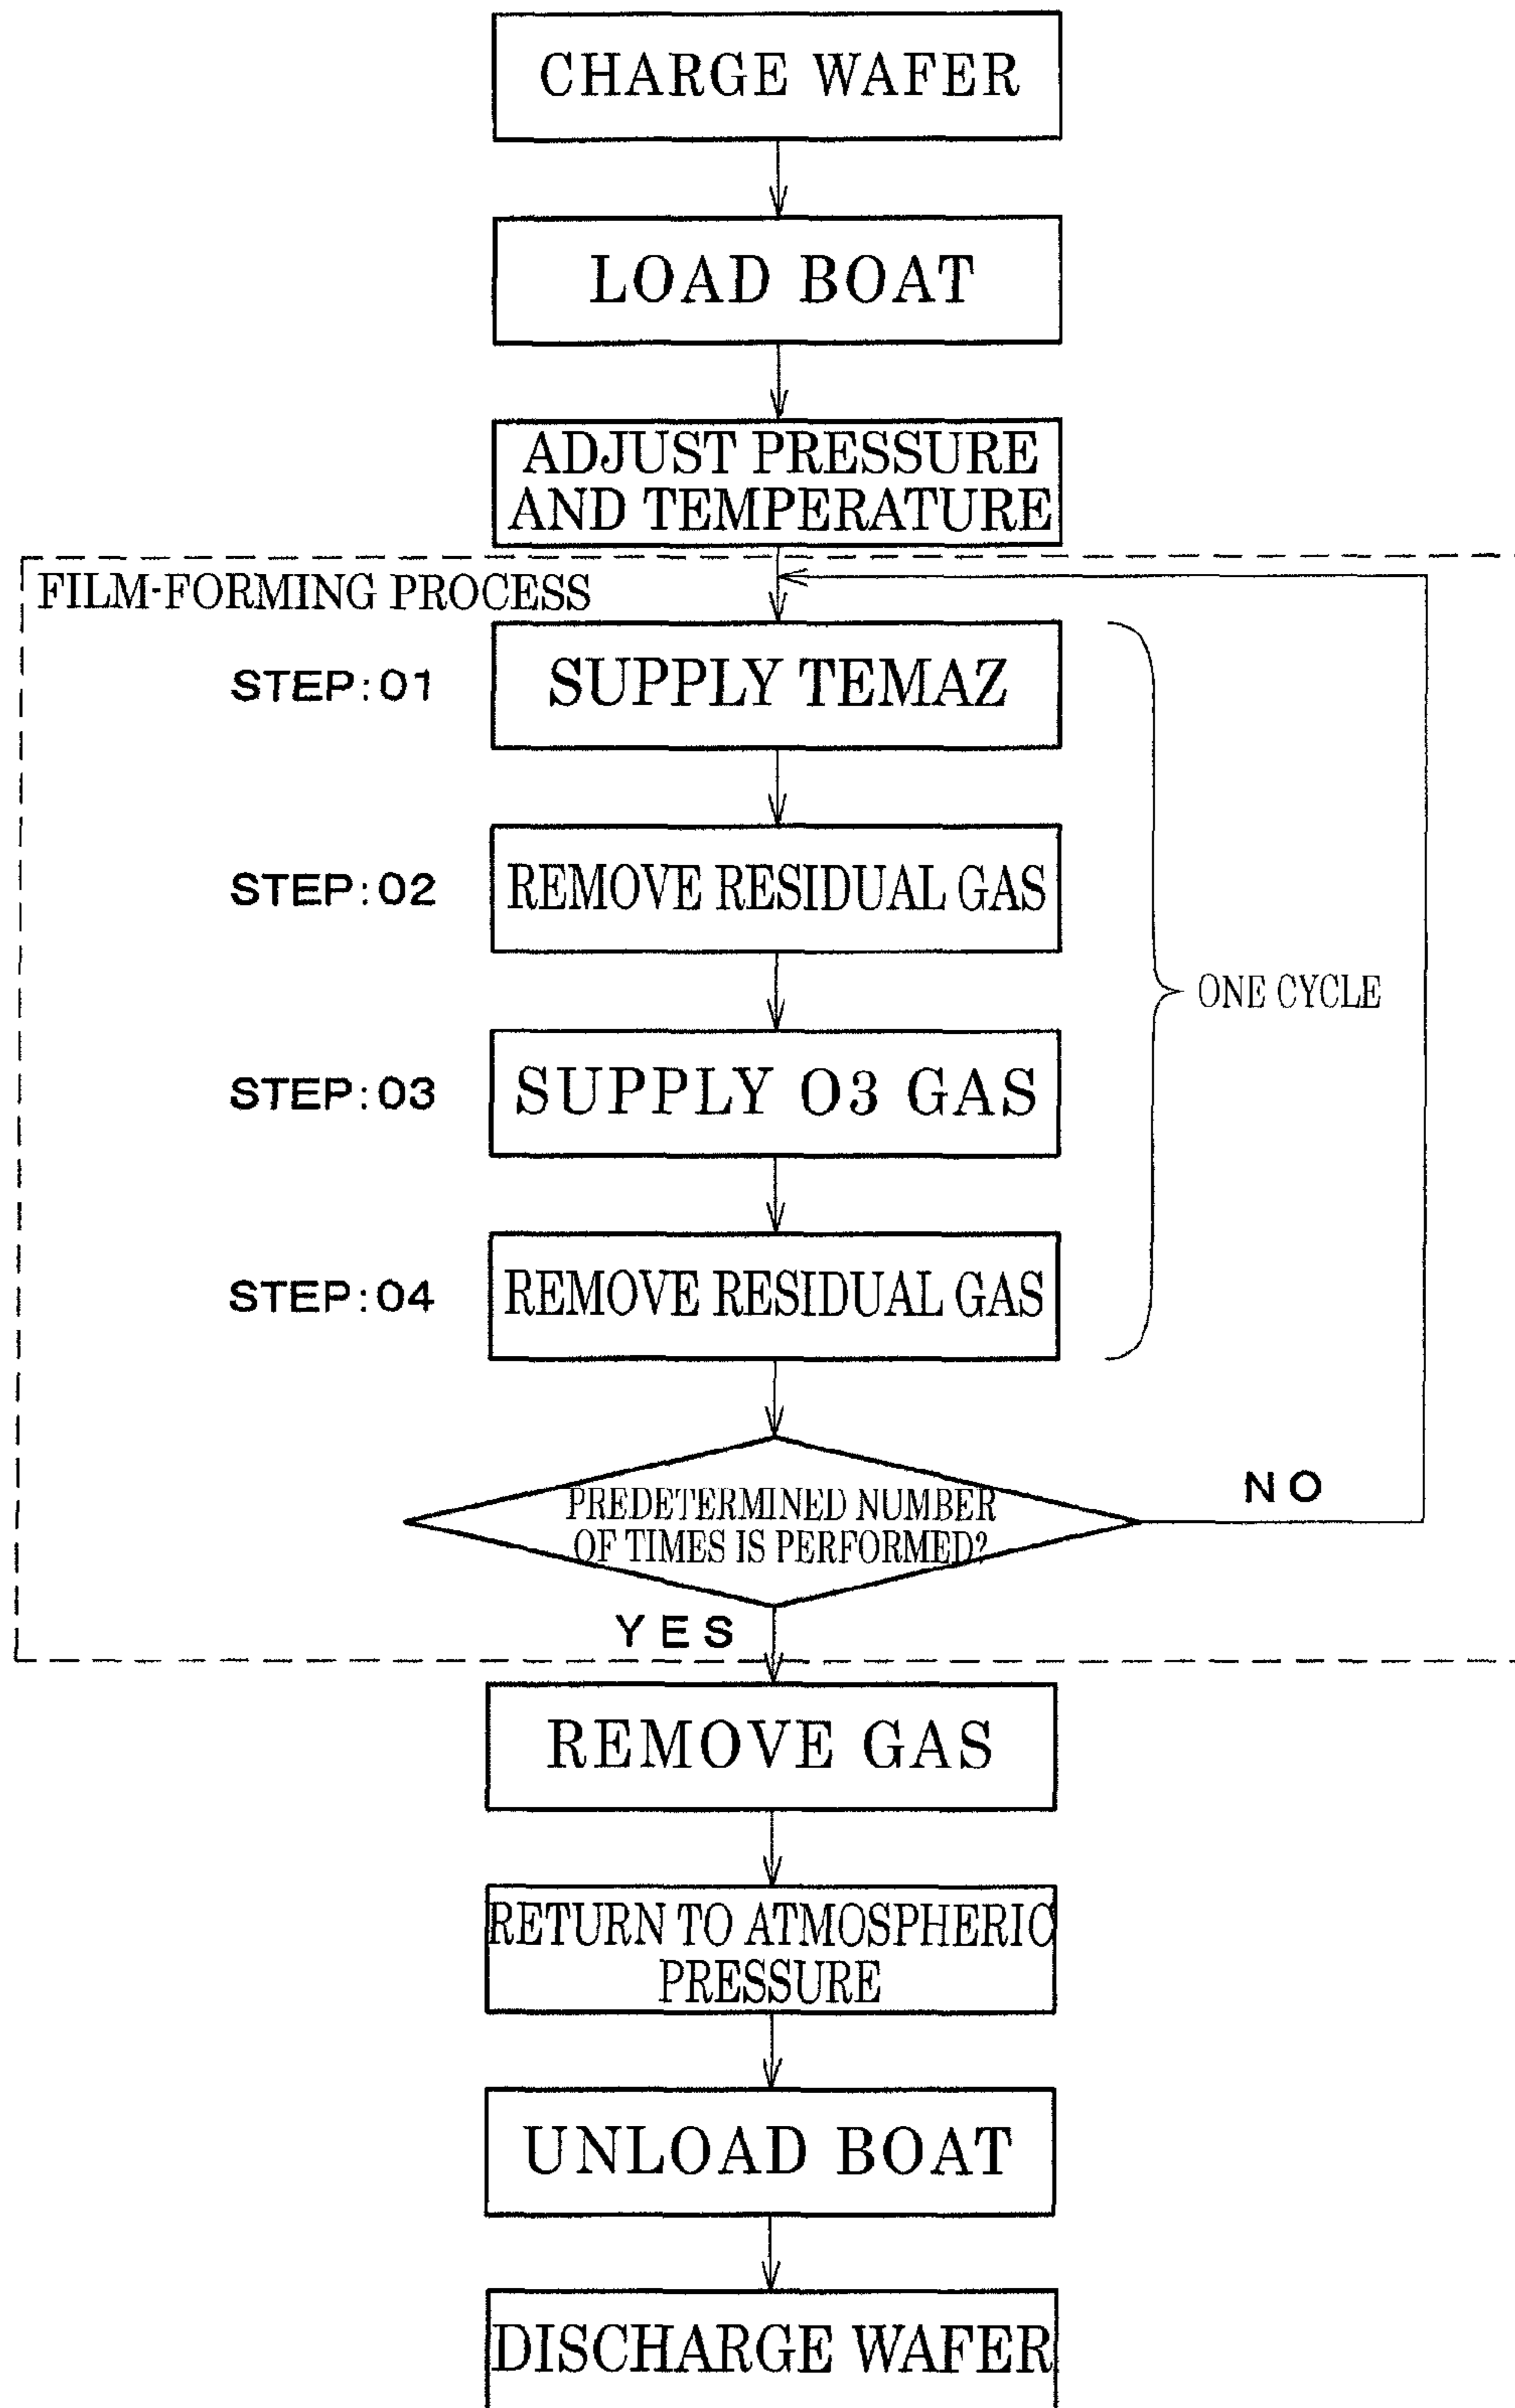 CHARGE WAFER
LOAD BOAT
ADJUST PRESSURE
AND TEMPERATURE
FILM-FORMING PROCESS
STEP:01
SUPPLY TEMAZ
STEP:02
REMOVE RESIDUAL GAS
ONE CYCLE
STEP:03
SUPPLY O3 GAS
STEP:04
REMOVE RESIDUAL GAS
PREDETERMINED NUMBER
OF TIMES IS PERFORMED?
NO
YES
REMOVE GAS
RETURN TO ATMOSPHERIC
PRESSURE
UNLOAD BOAT
DISCHARGE WAFER